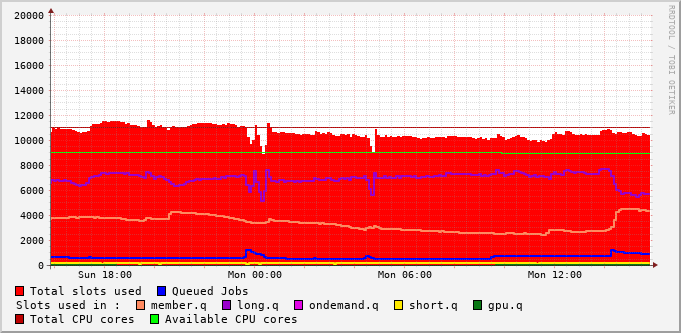 RRDTOOL / TOBI OETIKER
20000
18000
16000
14000
12000
10000
8000
6000
4000
2000
0
Sun 18:00 Mon 00:00 Mon 06:00 Mon 12:00
Total slots used Queued Jobs
Slots used in : member.q long.q ondemand.q short.q gpu.q
Total CPU cores Available CPU cores